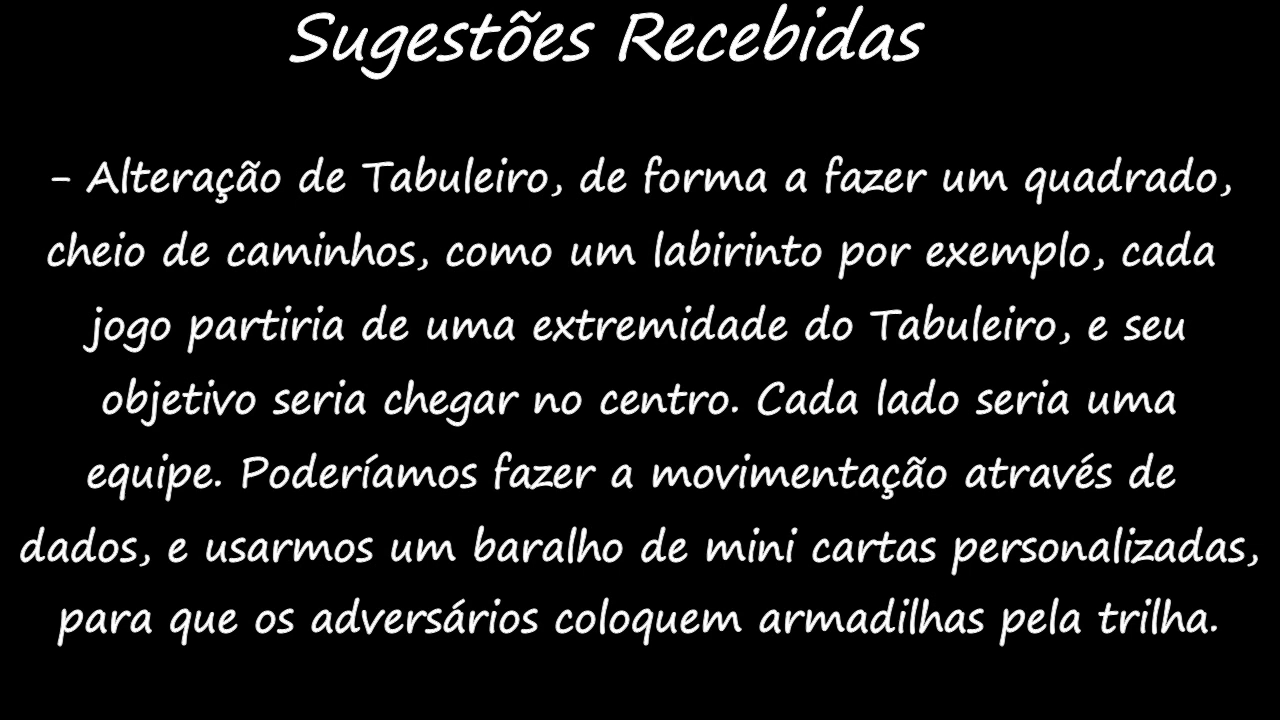 Sugestões Recebidas
- Alteração de Tabuleiro, de forma a fazer um quadrado,
cheio de caminhos, como um labirinto por exemplo, cada
jogo partiria de uma extremidade do Tabuleiro, e seu
objetivo seria chegar no centro. Cada lado seria uma
equipe. Poderíamos fazer a movimentação através de
dados, e usarmos um baralho de mini cartas personalizadas,
para que os adversários coloquem armadilhas pela trilha.